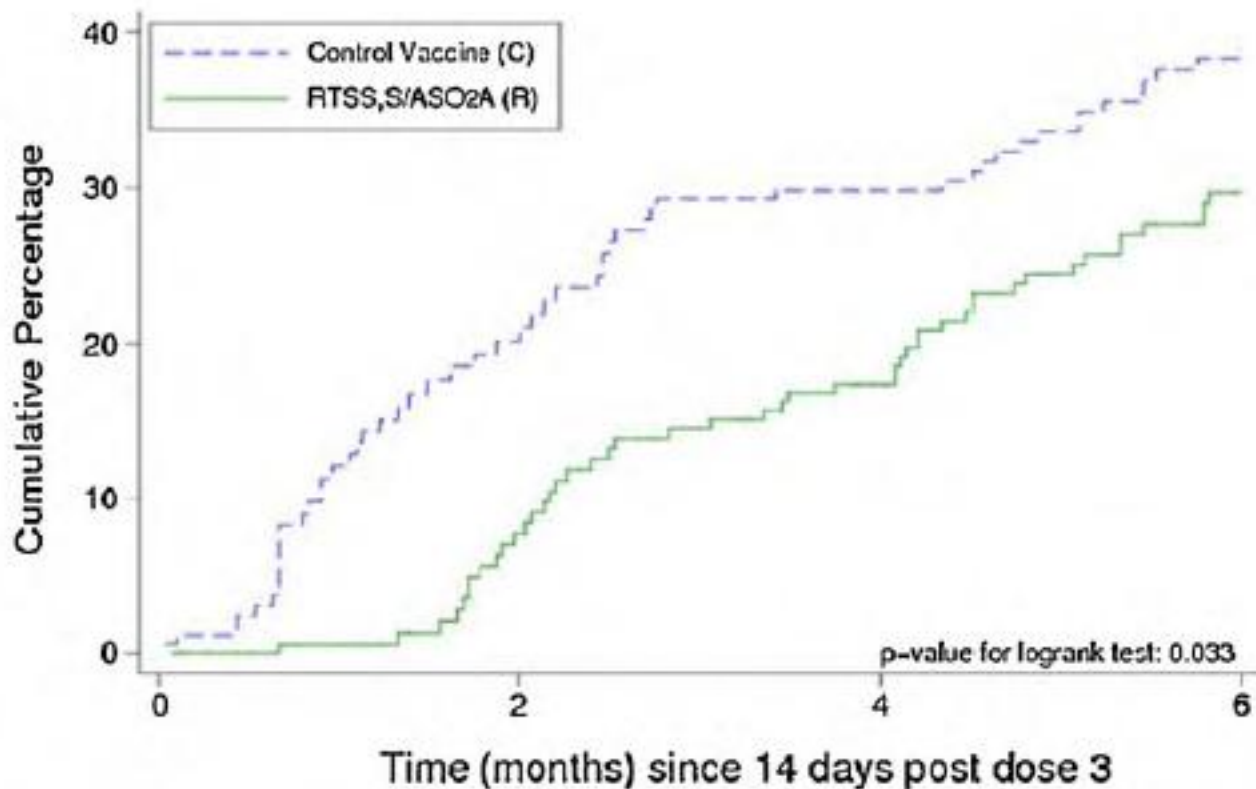 40
30
20
10
0
Cumulative Percentage
Control Vaccine (C)
RTSS,S/ASO2A (R)
p-value for logrank test: 0.033
0 2 4 6
Time (months) since 14 days post dose 3